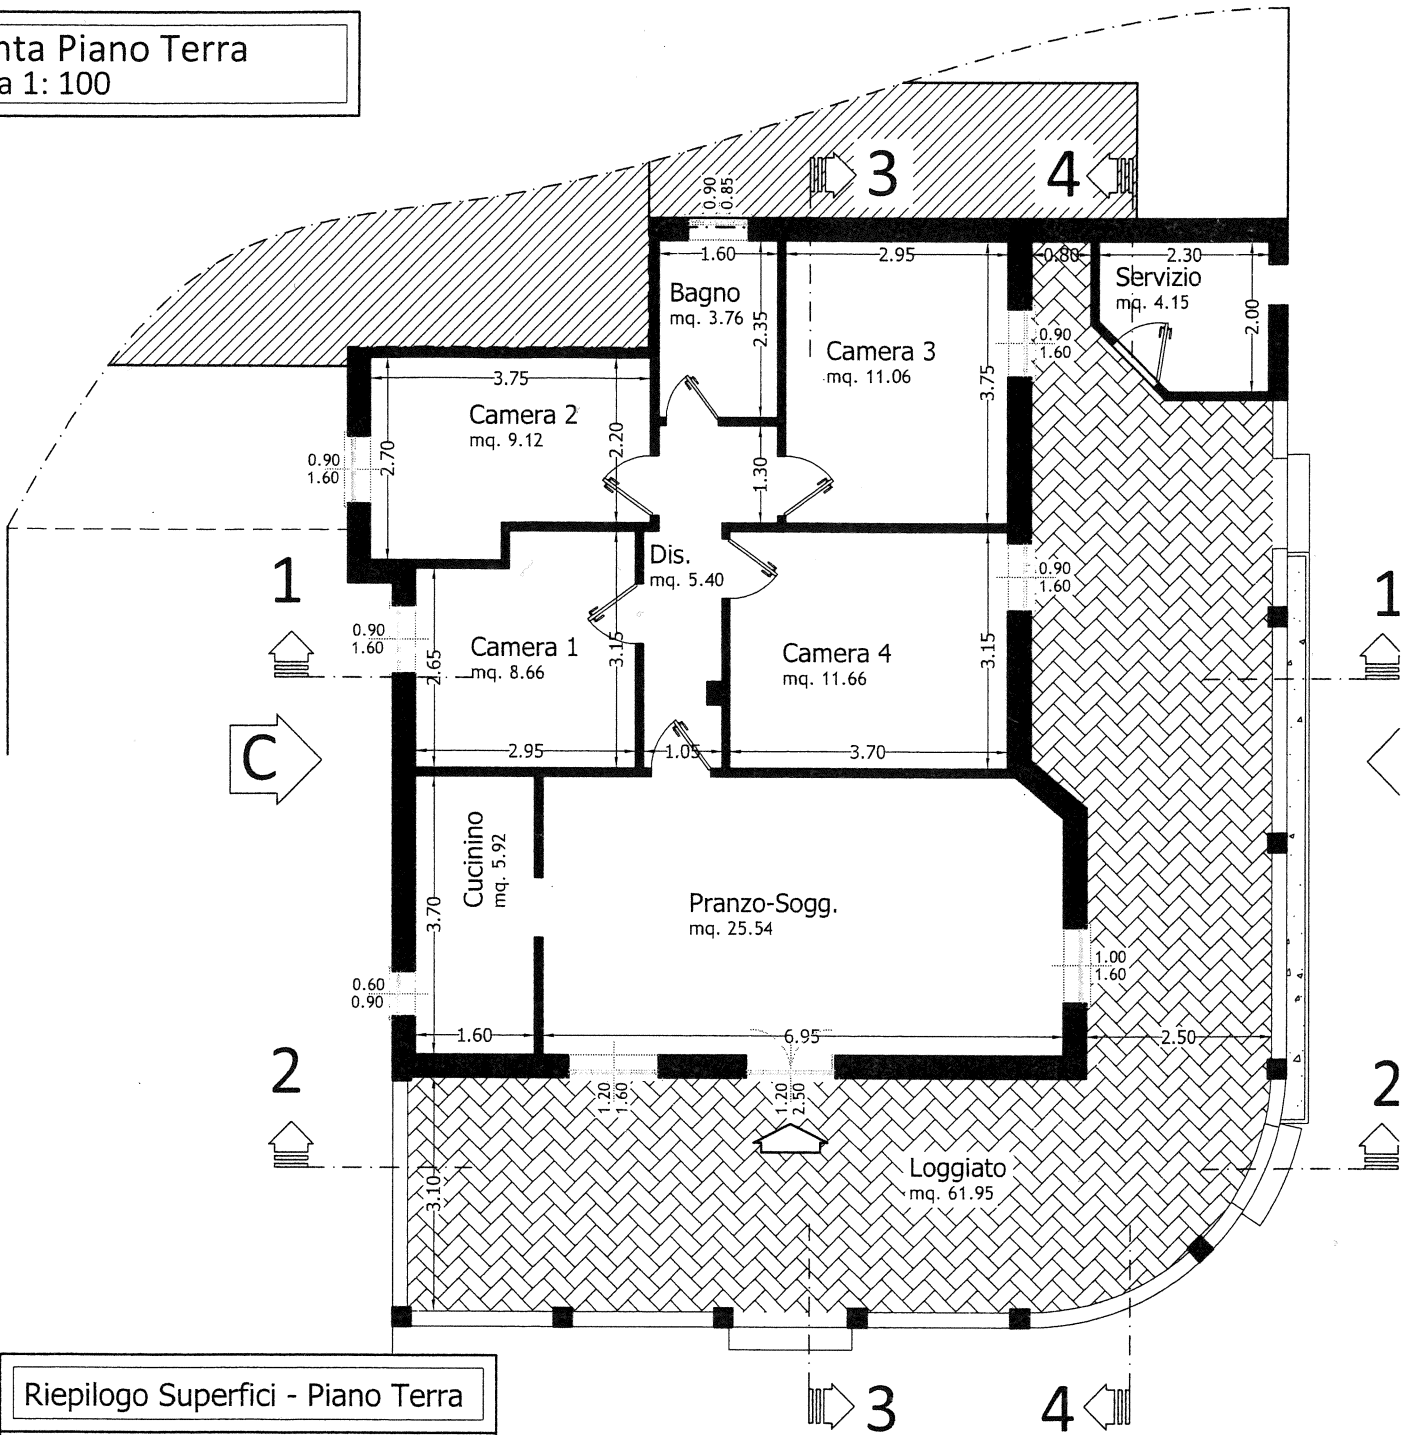 nta Piano Terra
a 1: 100
3
4
0.90
0.85
1.60
2.95
0.80
2.30
Bagno
mq. 3.76
2.35
Servizio
mq. 4.15
2.00
Camera 3
mq. 11.06
3.75
0.90
1.60
3.75
Camera 2
mq. 9.12
2.70
2.20
0.90
1.60
1.30
Dis.
mq. 5.40
0.90
1.60
1
1
0.90
1.60
2.65
Camera 1
mq. 8.66
3.15
Camera 4
mq. 11.66
3.15
C
2.95
1.05
3.70
Cucinino
mq. 5.92
3.70
Pranzo-Sogg.
mq. 25.54
1.00
1.60
0.60
0.90
1.60
6.95
2.50
2
2
1.20
1.60
1.20
2.50
Loggiato
mq. 61.95
3.10
Riepilogo Superfici - Piano Terra
3
4